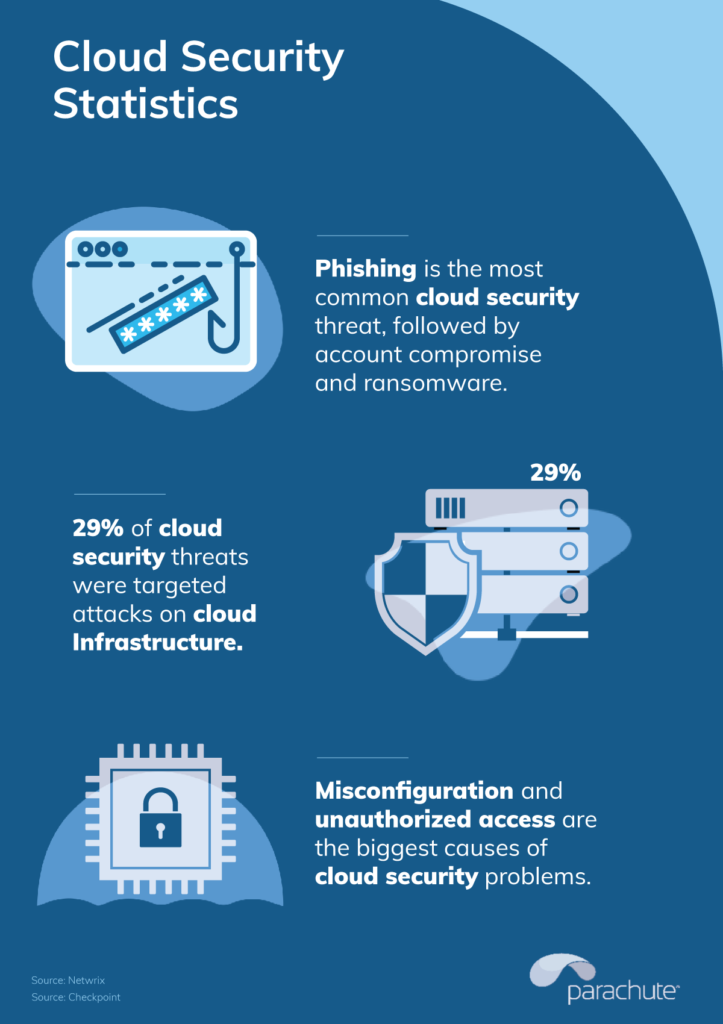 Cloud Security
Statistics
Phishing is the most
common cloud security
threat, followed by
account compromise
and ransomware.
29%
29% of cloud
security threats
were targeted
attacks on cloud
Infrastructure.
Misconfiguration and
unauthorized access are
the biggest causes of
cloud security problems.
Source: Netwrix
Source: Checkpoint
parachute™